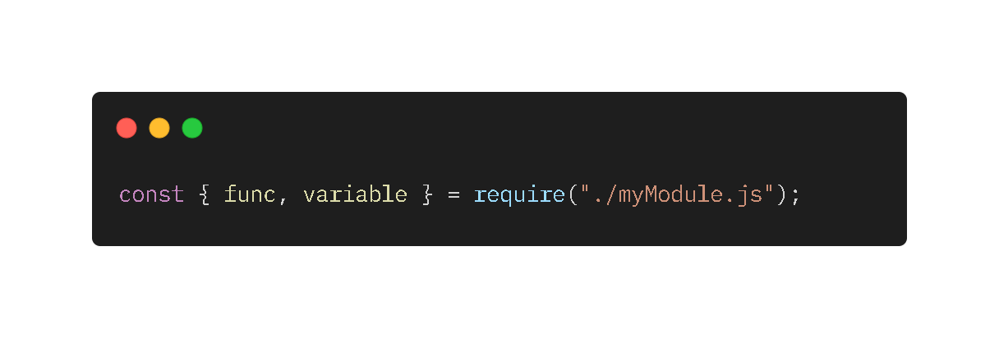 const { func, variable } = require("./myModule.js");